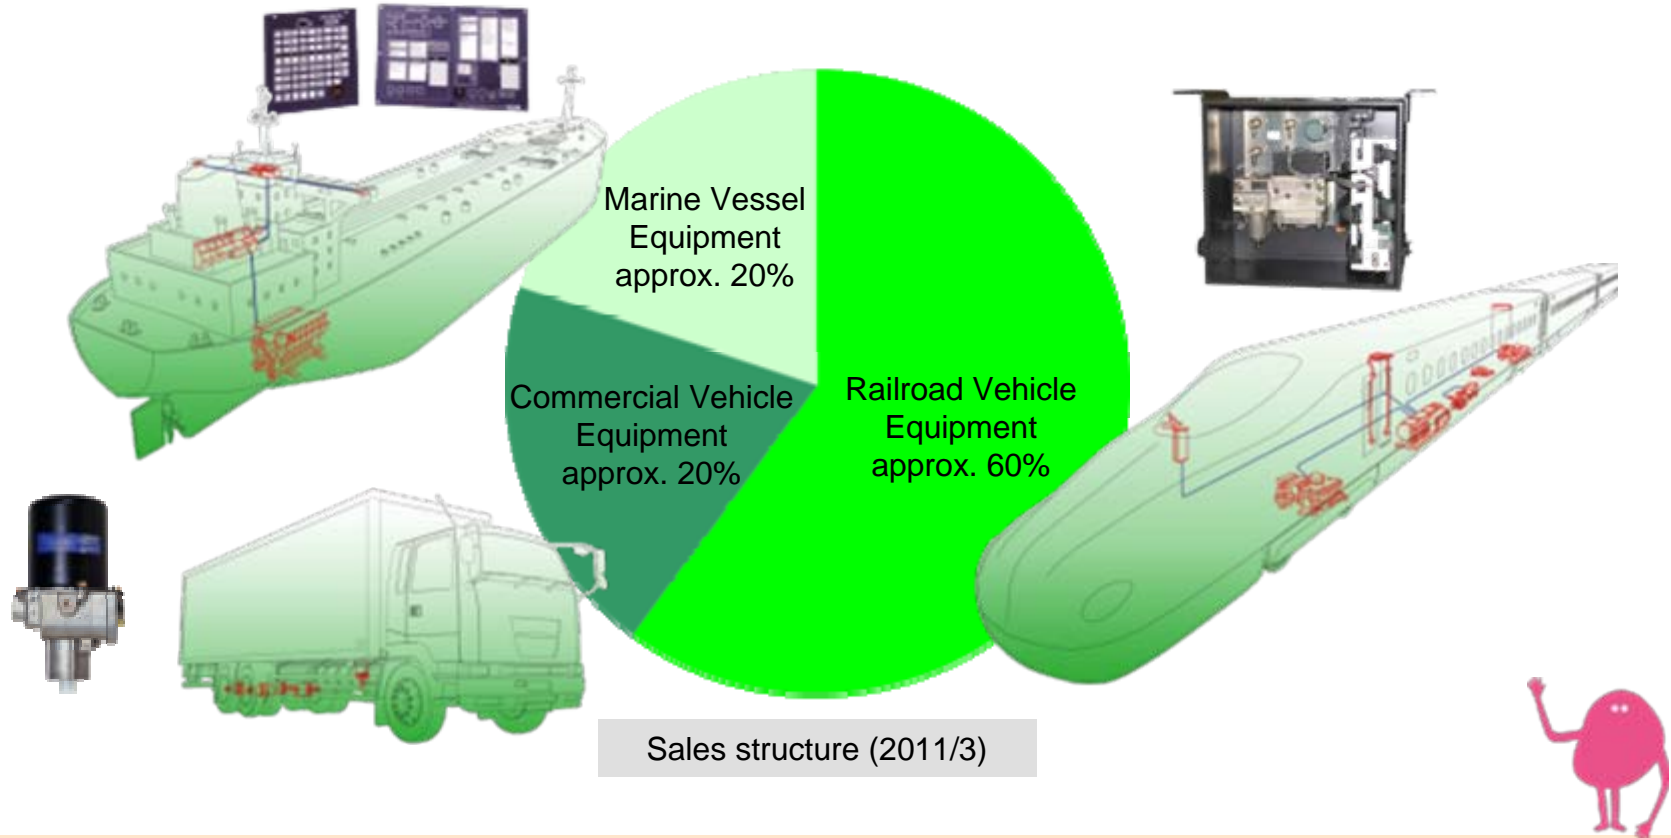 Marine Vessel
Equipment
approx. 20%
Commercial Vehicle
Equipment
approx. 20%
Railroad Vehicle
Equipment
approx. 60%
Sales structure (2011/3)